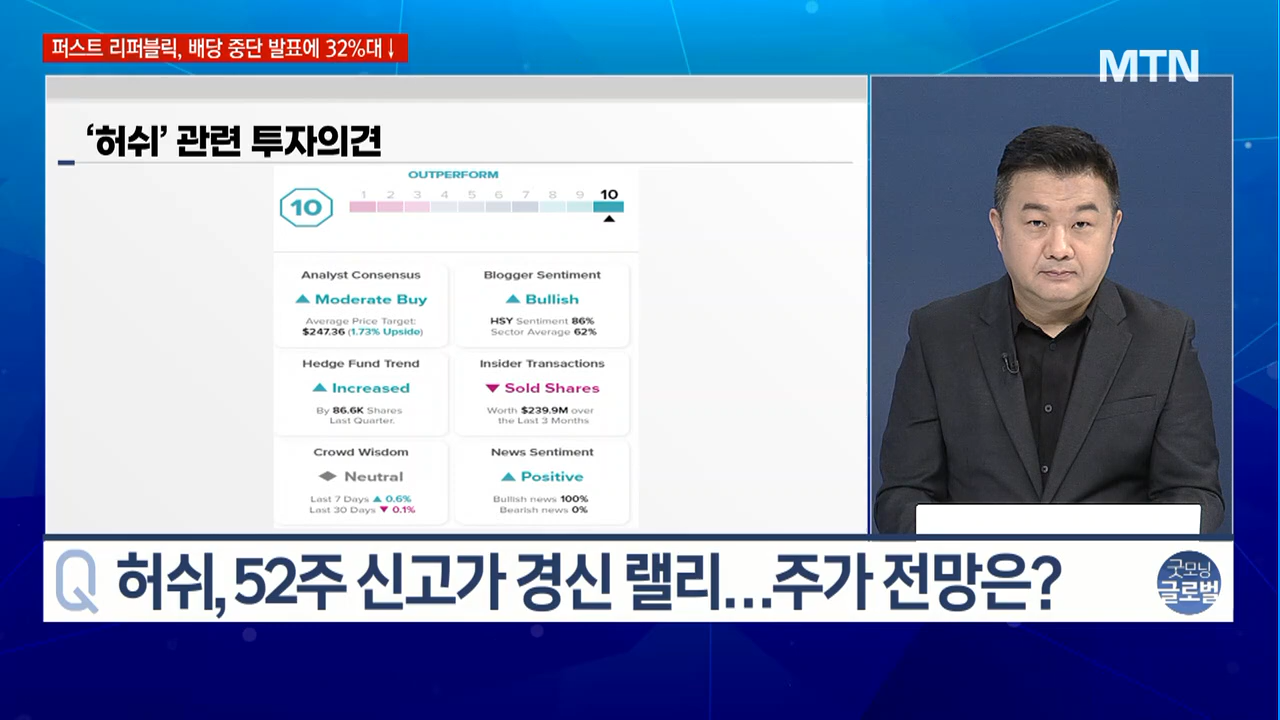 퍼스트 리퍼블릭, 배당 중단 발표에 32%대↓
MTN
‘허쉬’ 관련 투자의견
OUTPERFORM
10
1 2 3 4 5 6 7 8 9 10
Analyst Consensus
▲ Moderate Buy
Average Price Target:
$247.36 (1.73% Upside)
Blogger Sentiment
▲ Bullish
HSY Sentiment 86%
Sector Average 62%
Hedge Fund Trend
▲ Increased
By 86.6K Shares
Last Quarter.
Insider Transactions
▼ Sold Shares
Worth $239.9M over
the Last 3 Months
Crowd Wisdom
◆ Neutral
Last 7 Days ▲ 0.6%
Last 30 Days ▼ 0.1%
News Sentiment
▲ Positive
Bullish news 100%
Bearish news 0%
Q 허쉬, 52주 신고가 경신 랠리...주가 전망은?
굿모닝
글로벌